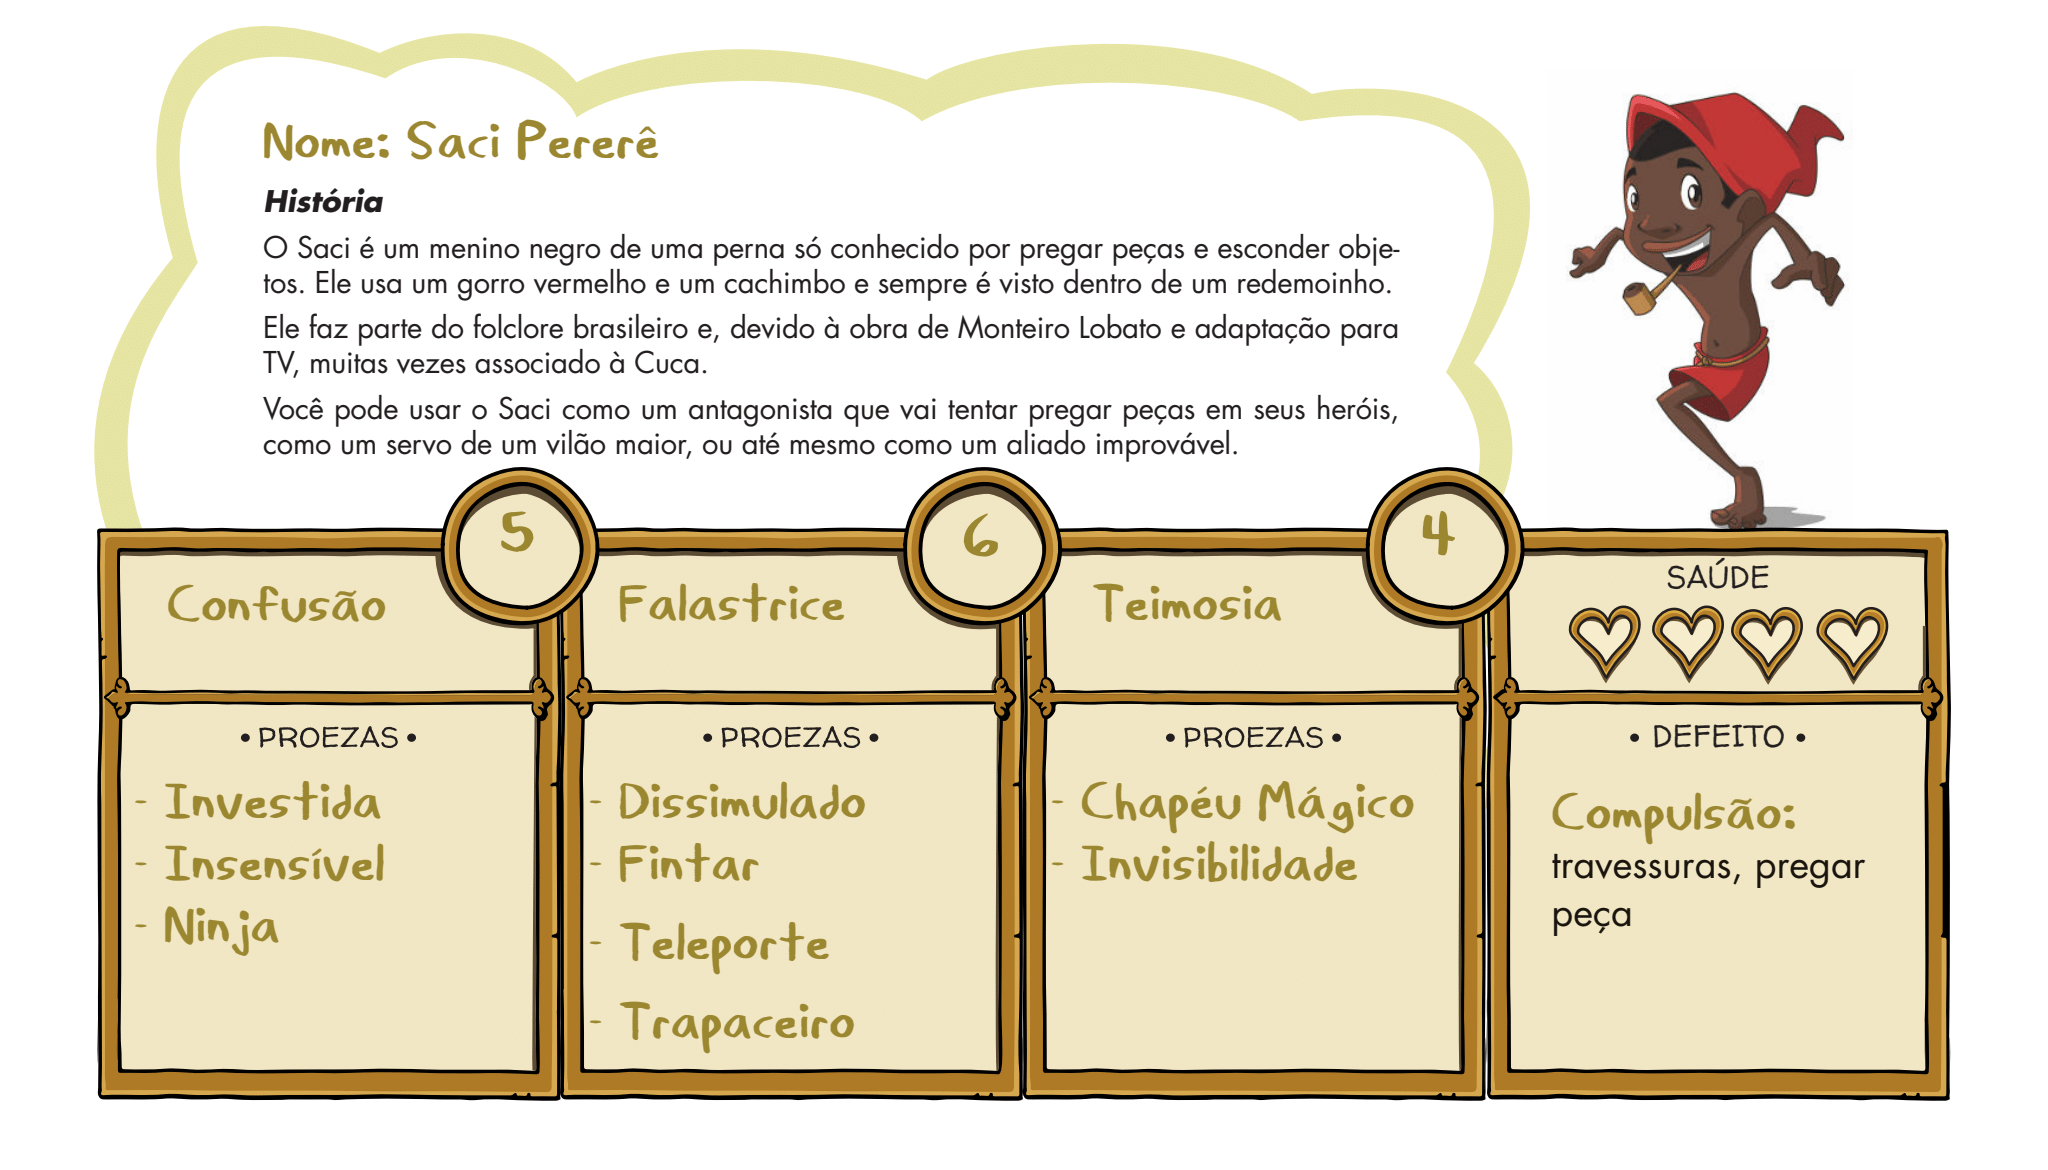 Nome: Saci Pererê
História
O Saci é um menino negro de uma perna só conhecido por pregar peças e esconder obje-
tos. Ele usa um gorro vermelho e um cachimbo e sempre é visto dentro de um redemoinho.
Ele faz parte do folclore brasileiro e, devido à obra de Monteiro Lobato e adaptação para
TV, muitas vezes associado à Cuca.
Você pode usar o Saci como um antagonista que vai tentar pregar peças em seus heróis,
como um servo de um vilão maior, ou até mesmo como um aliado improvável.
5
Confusão
• PROEZAS •
- Investida
- Insensível
- Ninja
6
Falastrice
• PROEZAS •
- Dissimulado
- Fintar
- Teleporte
- Trapaceiro
4
Teimosia
• PROEZAS •
- Chapéu Mágico
- Invisibilidade
SAÚDE
• DEFEITO •
Compulsão:
travessuras, pregar
peça